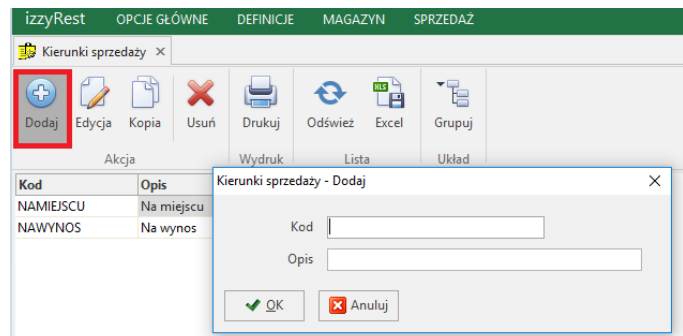 izzyRest OPCJE GŁÓWNE DEFINICJE MAGAZYN SPRZEDAŻ
Kierunki sprzedaży ×
XLS
Dodaj Edycja Kopia Usuń Drukuj Odśwież Excel Grupuj
Akcja Wydruk Lista Układ
Kod Opis
NAMIEJSCU Na miejscu
NAWYNOS Na wynos
Kierunki sprzedaży - Dodaj
Kod
Opis
OK Anuluj